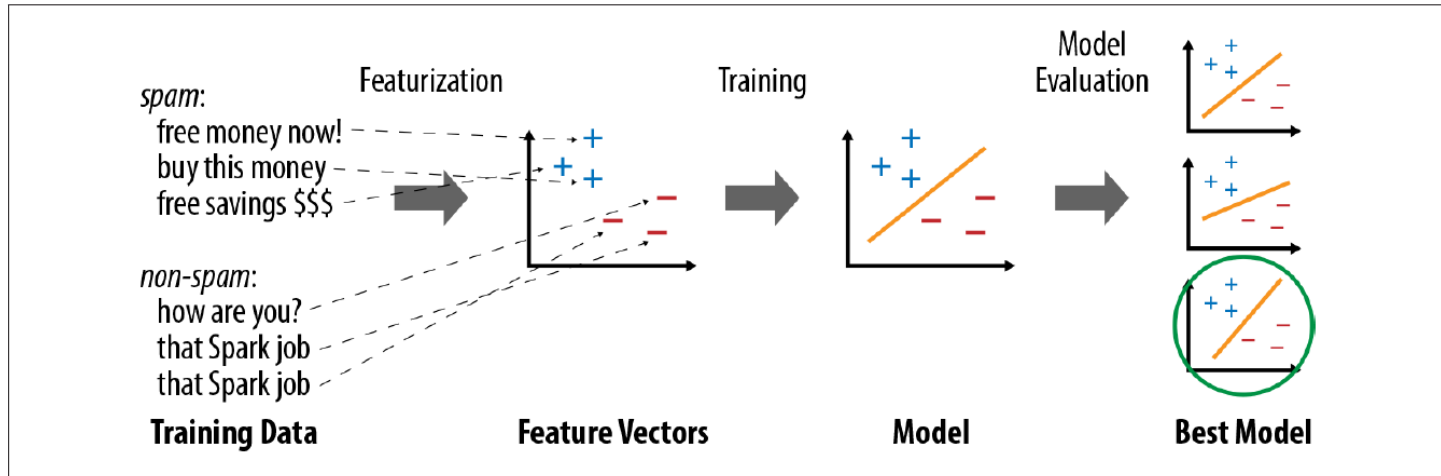 Featurization
Training
Model
Evaluation
spam:
free money now!
buy this money
free savings $$$
non-spam:
how are you?
that Spark job
that Spark job
Training Data
Feature Vectors
Model
Best Model